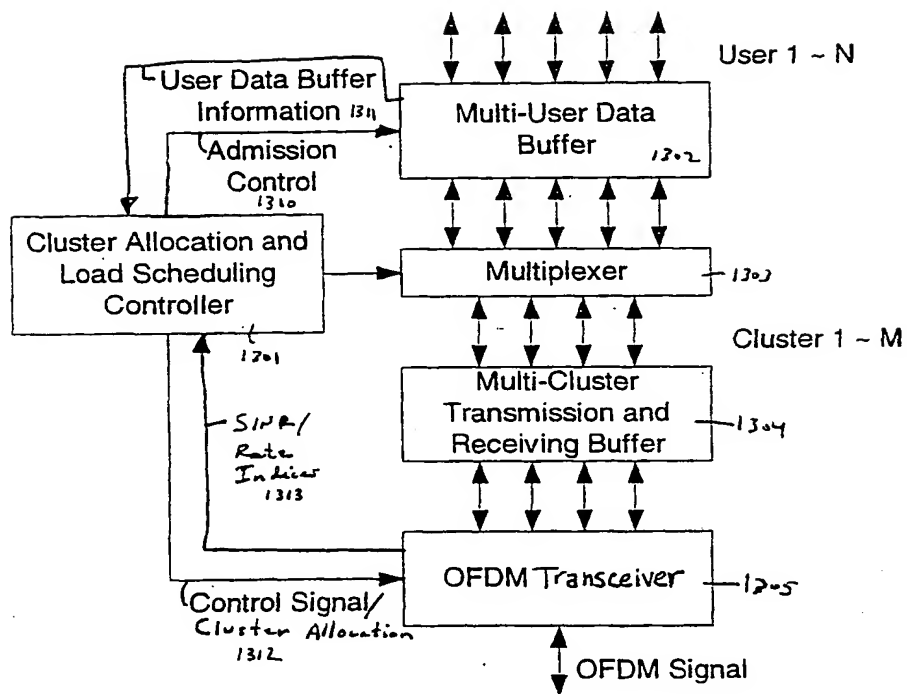 User 1 ~ N
User Data Buffer
Information 1311
Multi-User Data
Buffer
1302
Admission
Control
1310
Cluster Allocation and
Load Scheduling
Controller
1301
Multiplexer
1303
Cluster 1 ~ M
Multi-Cluster
Transmission and
Receiving Buffer
1304
SINR/
Rate
Indices
1313
OFDM Transceiver
1305
Control Signal/
Cluster Allocation
1312
OFDM Signal